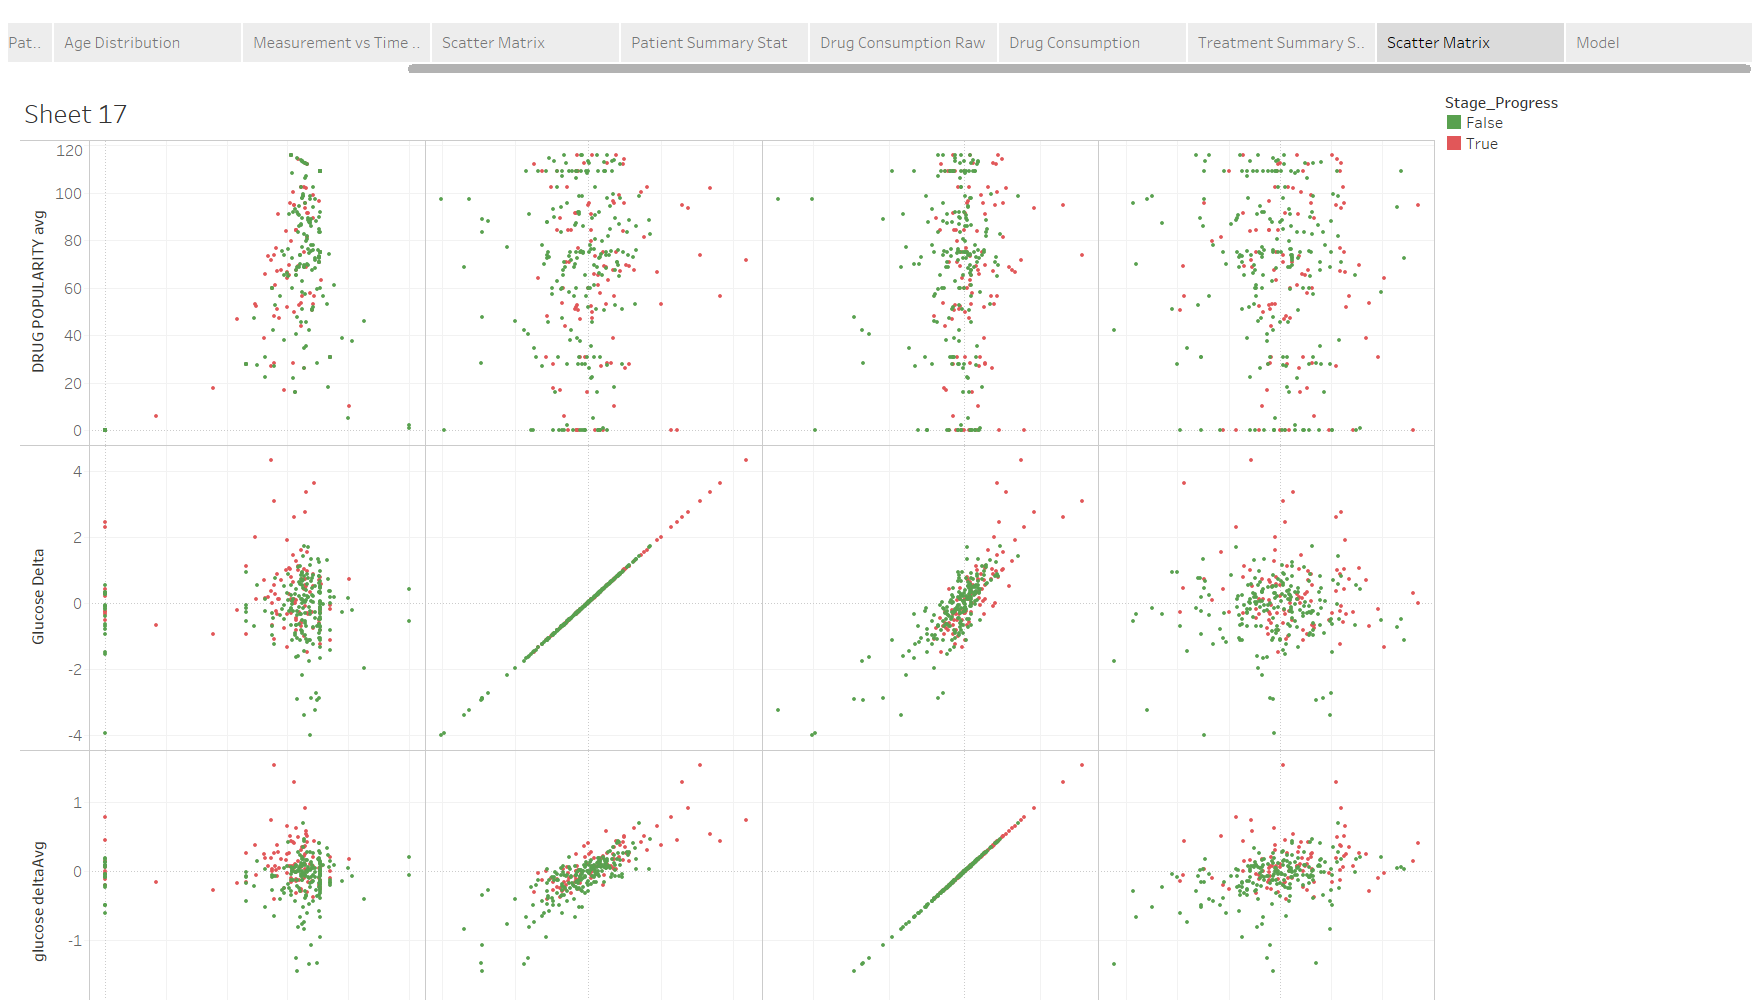 Pat..
Age Distribution
Measurement vs Time ..
Scatter Matrix
Patient Summary Stat
Drug Consumption Raw
Drug Consumption
Treatment Summary S..
Scatter Matrix
Model
Sheet 17
Stage_Progress
False
True
DRUG POPULARITY avg
120
100
80
60
40
20
0
Glucose Delta
4
2
0
-2
-4
glucose deltaAvg
1
0
-1